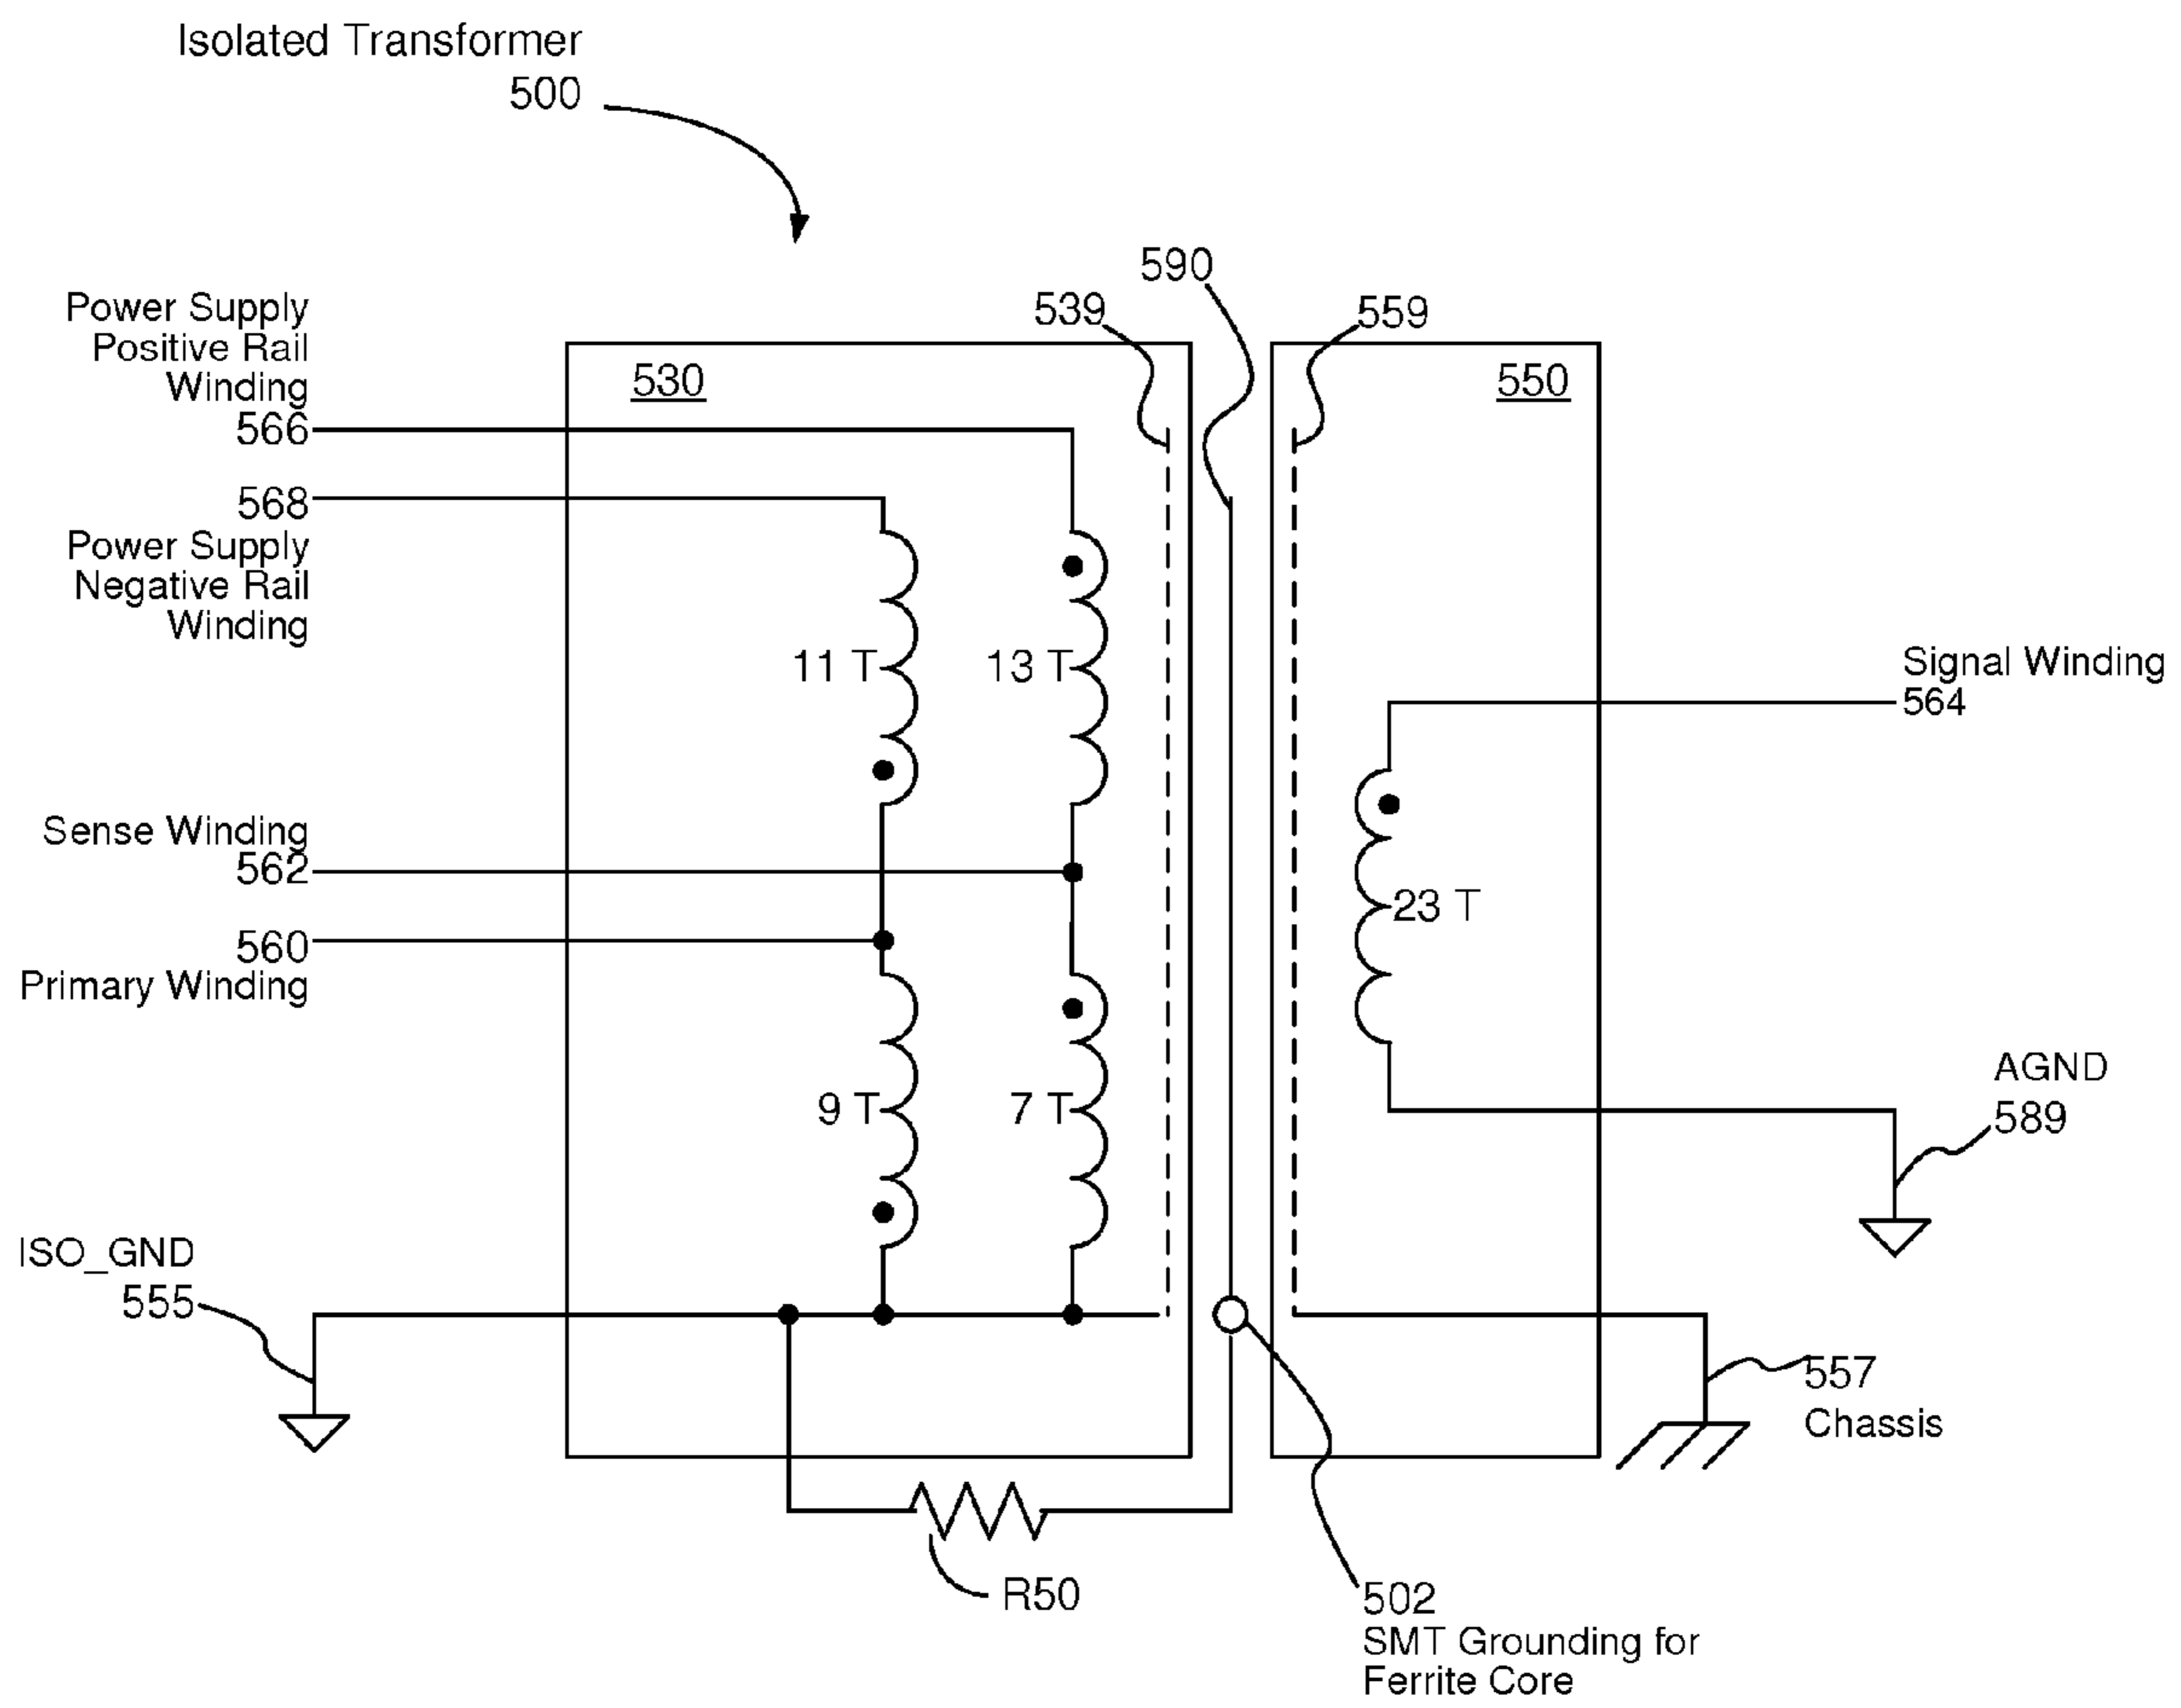 Isolated Transformer
500
590
539
559
Power Supply
Positive Rail
Winding
566
530
550
568
Power Supply
Negative Rail
Winding
11 T
13 T
Signal Winding
564
Sense Winding
562
23 T
560
Primary Winding
AGND
589
9 T
7 T
ISO_GND
555
557
Chassis
R50
502
SMT Grounding for
Ferrite Core